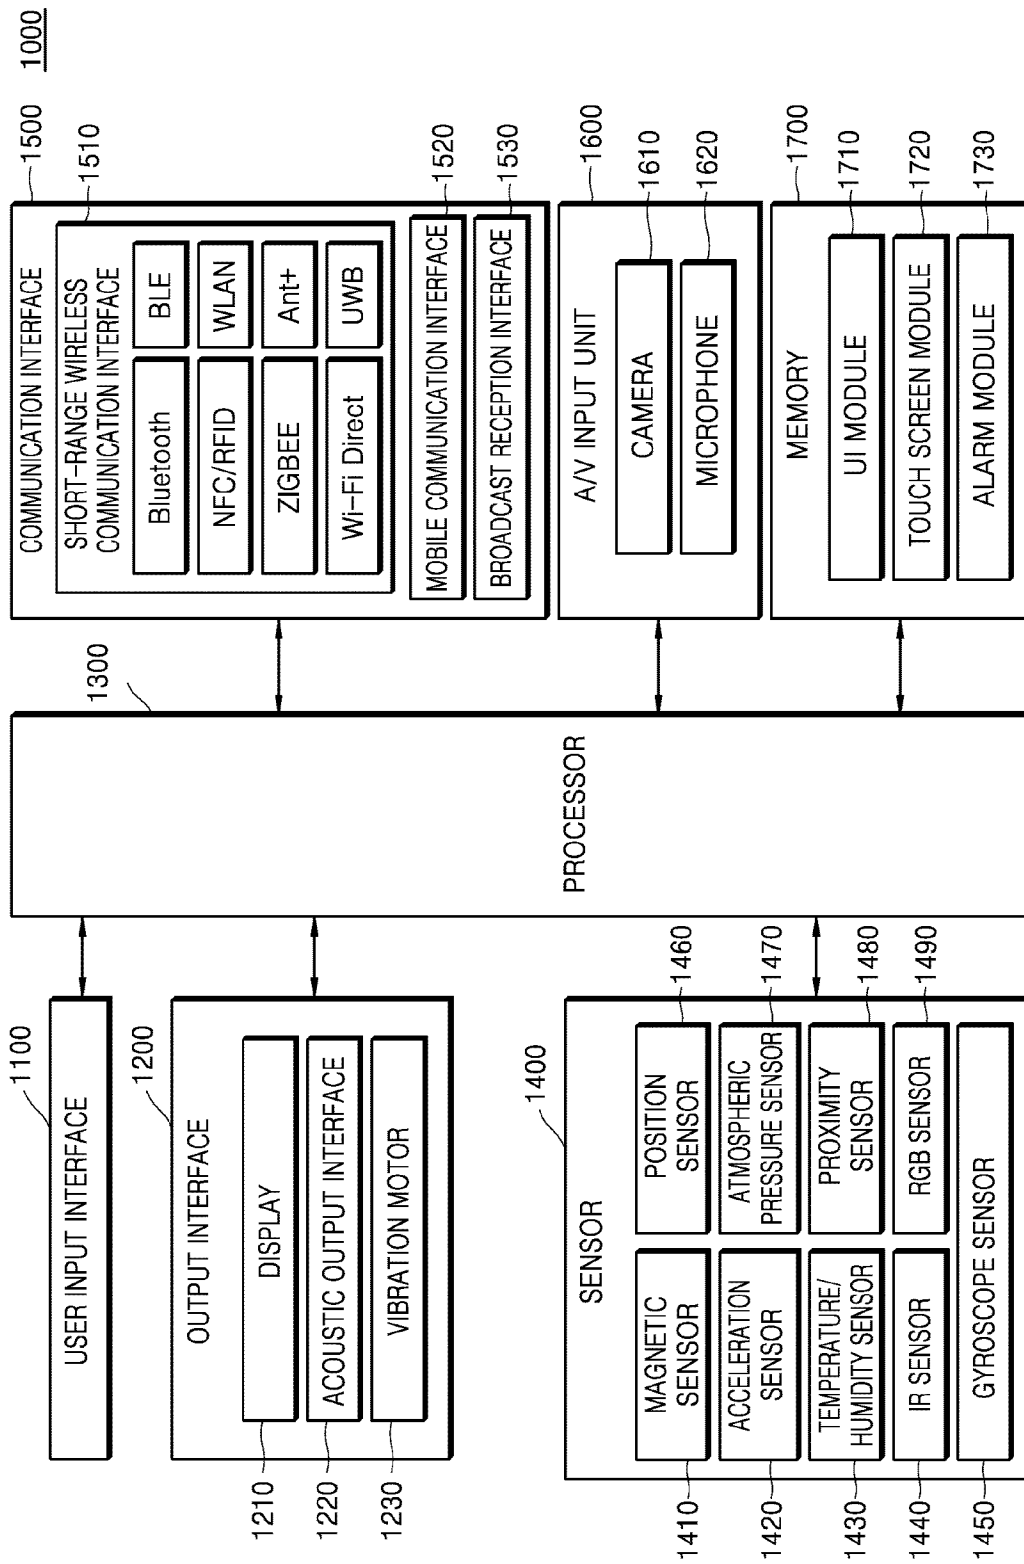 1000
1100
USER INPUT INTERFACE
1200
OUTPUT INTERFACE
1210
DISPLAY
1220
ACOUSTIC OUTPUT INTERFACE
1230
VIBRATION MOTOR
1400
SENSOR
1410
MAGNETIC
SENSOR
POSITION
SENSOR
1460
1420
ACCELERATION
SENSOR
ATMOSPHERIC
PRESSURE SENSOR
1470
1430
TEMPERATURE/
HUMIDITY SENSOR
PROXIMITY
SENSOR
1480
1440
IR SENSOR
RGB SENSOR
1490
1450
GYROSCOPE SENSOR
1300
PROCESSOR
1500
COMMUNICATION INTERFACE
1510
SHORT-RANGE WIRELESS
COMMUNICATION INTERFACE
Bluetooth
BLE
NFC/RFID
WLAN
ZIGBEE
Ant+
Wi-Fi Direct
UWB
MOBILE COMMUNICATION INTERFACE
1520
BROADCAST RECEPTION INTERFACE
1530
1600
A/V INPUT UNIT
CAMERA
1610
MICROPHONE
1620
1700
MEMORY
UI MODULE
1710
TOUCH SCREEN MODULE
1720
ALARM MODULE
1730